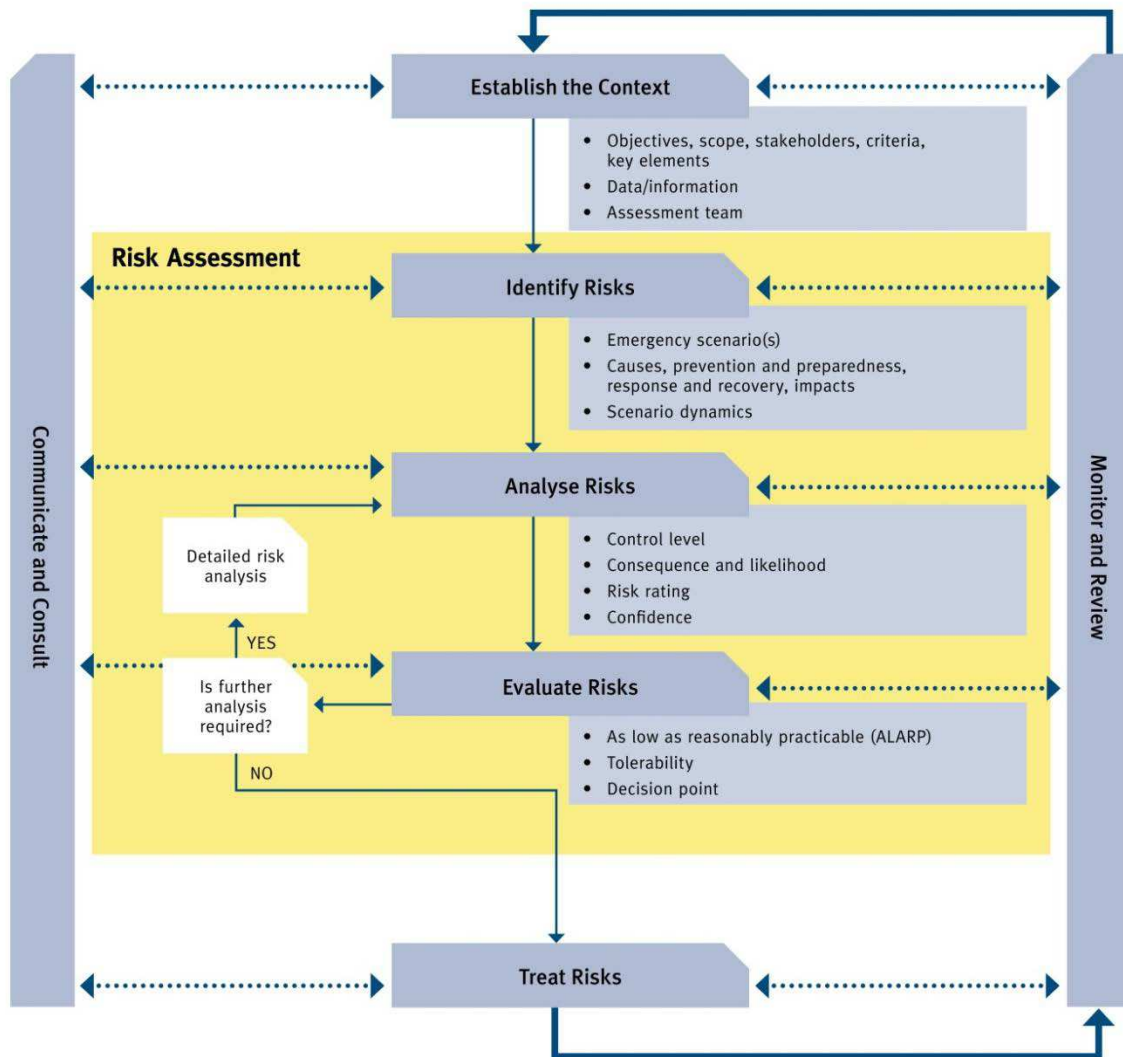 Establish the Context
• Objectives, scope, stakeholders, criteria,
key elements
• Data/information
• Assessment team
Risk Assessment
Identify Risks
• Emergency scenario(s)
• Causes, prevention and preparedness,
response and recovery, impacts
• Scenario dynamics
Analyse Risks
• Control level
• Consequence and likelihood
• Risk rating
• Confidence
Detailed risk
analysis
YES
Is further
analysis
required?
NO
Evaluate Risks
• As low as reasonably practicable (ALARP)
• Tolerability
• Decision point
Treat Risks
Communicate and Consult
Monitor and Review